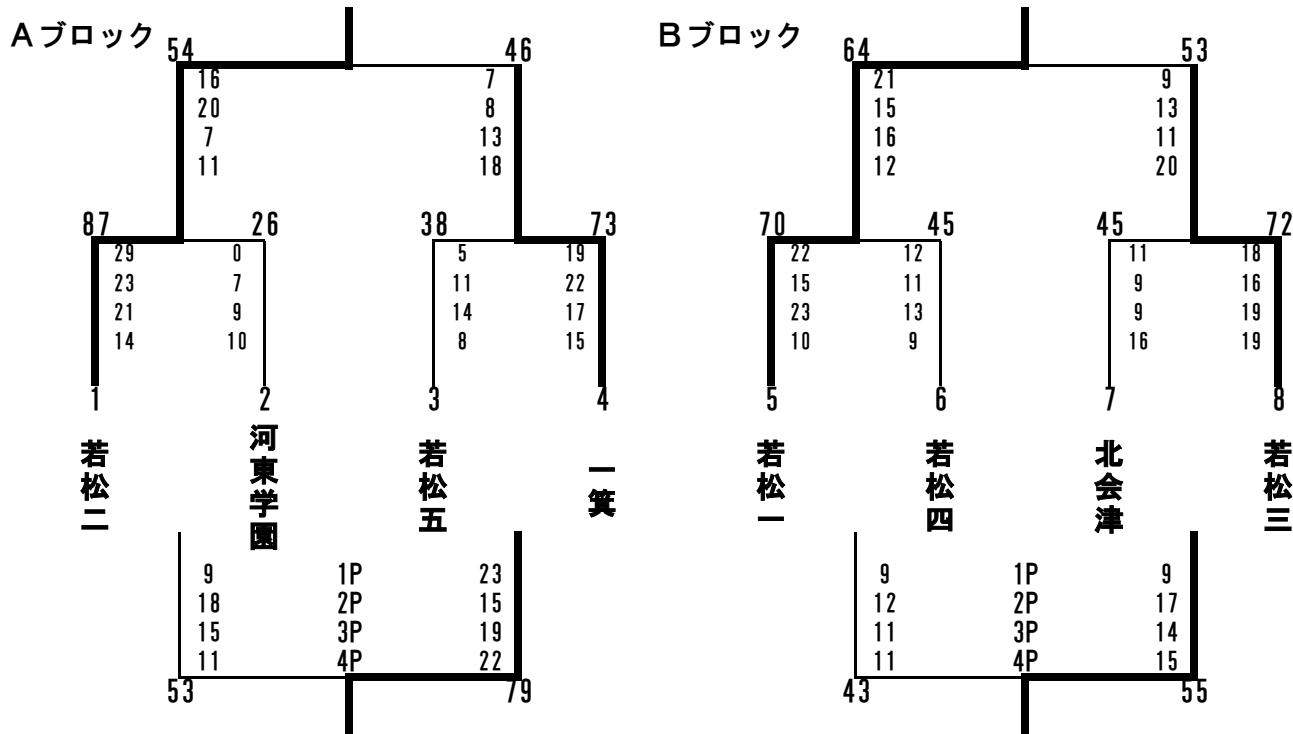 Aブロック
54 46
16 7
20 8
7 13
11 18
87 26 38 73
29 0 5 19
23 7 11 22
21 9 14 17
14 10 8 15
1 2 3 4
若松二
河東学園
若松五
一箕
9 1P 23
18 2P 15
15 3P 19
11 4P 22
53 79
Bブロック
64 53
21 9
15 13
16 11
12 20
70 45 45 72
22 12 11 18
15 11 9 16
23 13 9 19
10 9 16 19
5 6 7 8
若松一
若松四
北会津
若松三
9 1P 9
12 2P 17
11 3P 14
11 4P 15
43 55